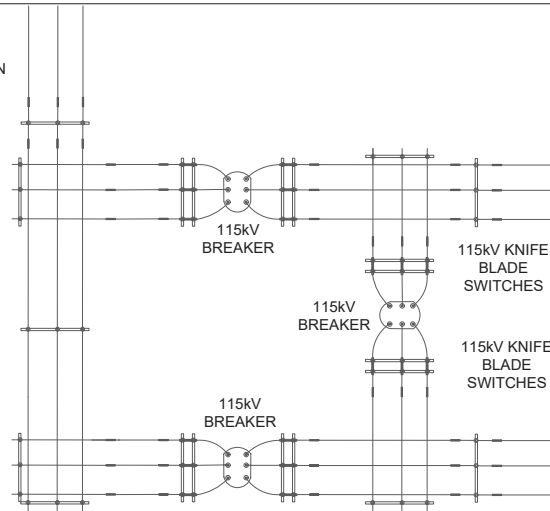 N
115kV
BREAKER
115kV KNIFE
BLADE
SWITCHES
115kV
BREAKER
115kV KNIFE
BLADE
SWITCHES
115kV
BREAKER